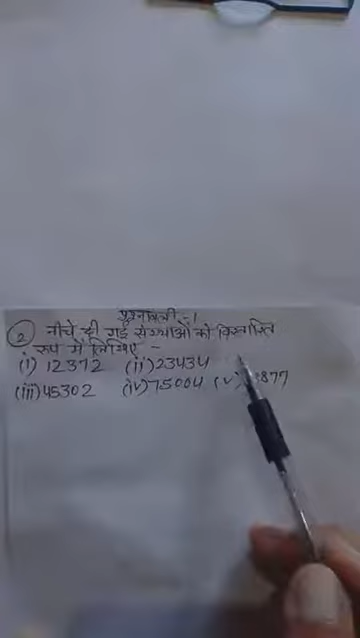 प्रश्नावली -1
(2) नीचे दी गई संख्याओं को विस्तारित
रूप में लिखिए -
(i) 12372 (ii) 23434
(iii) 45302 (iv) 75004 (v)